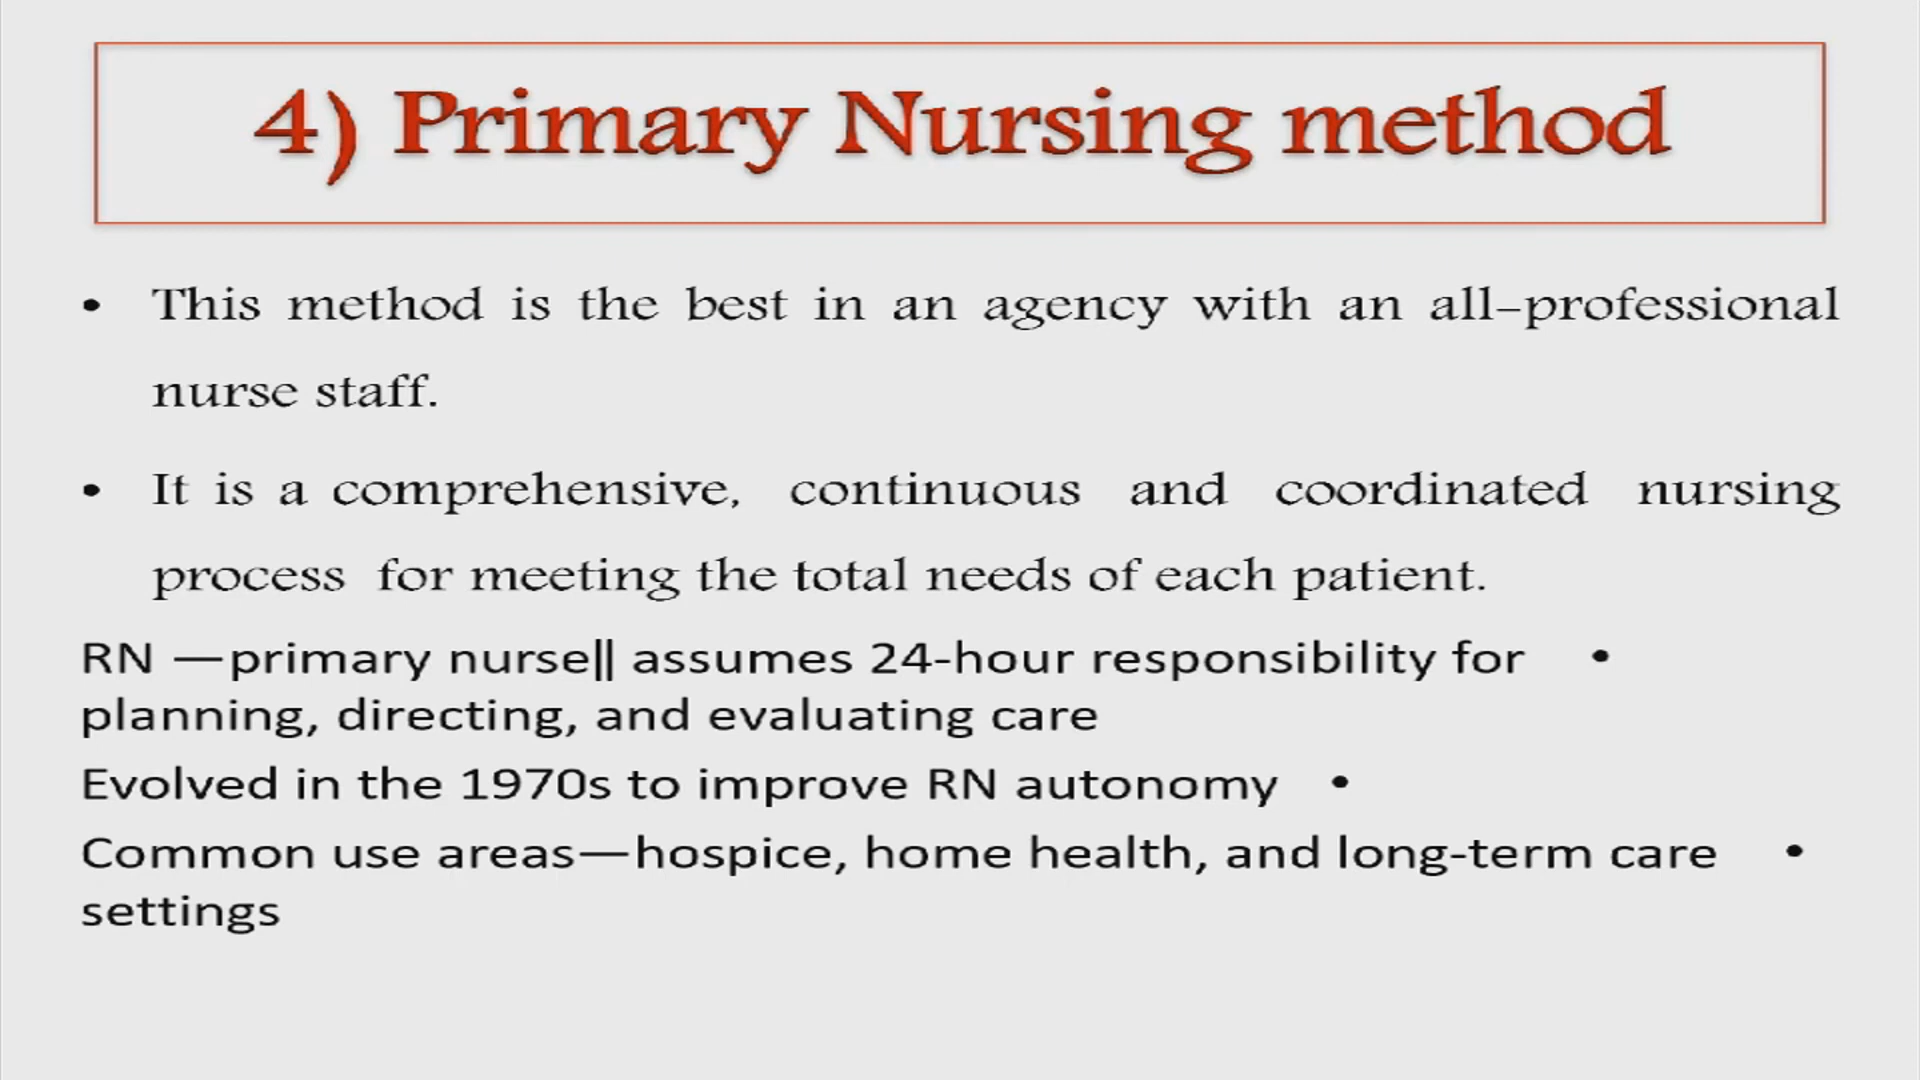 4) Primary Nursing method
• This method is the best in an agency with an all-professional
nurse staff.
• It is a comprehensive, continuous and coordinated nursing
process for meeting the total needs of each patient.
RN ―primary nurse‖ assumes 24-hour responsibility for •
planning, directing, and evaluating care
Evolved in the 1970s to improve RN autonomy •
Common use areas—hospice, home health, and long-term care •
settings